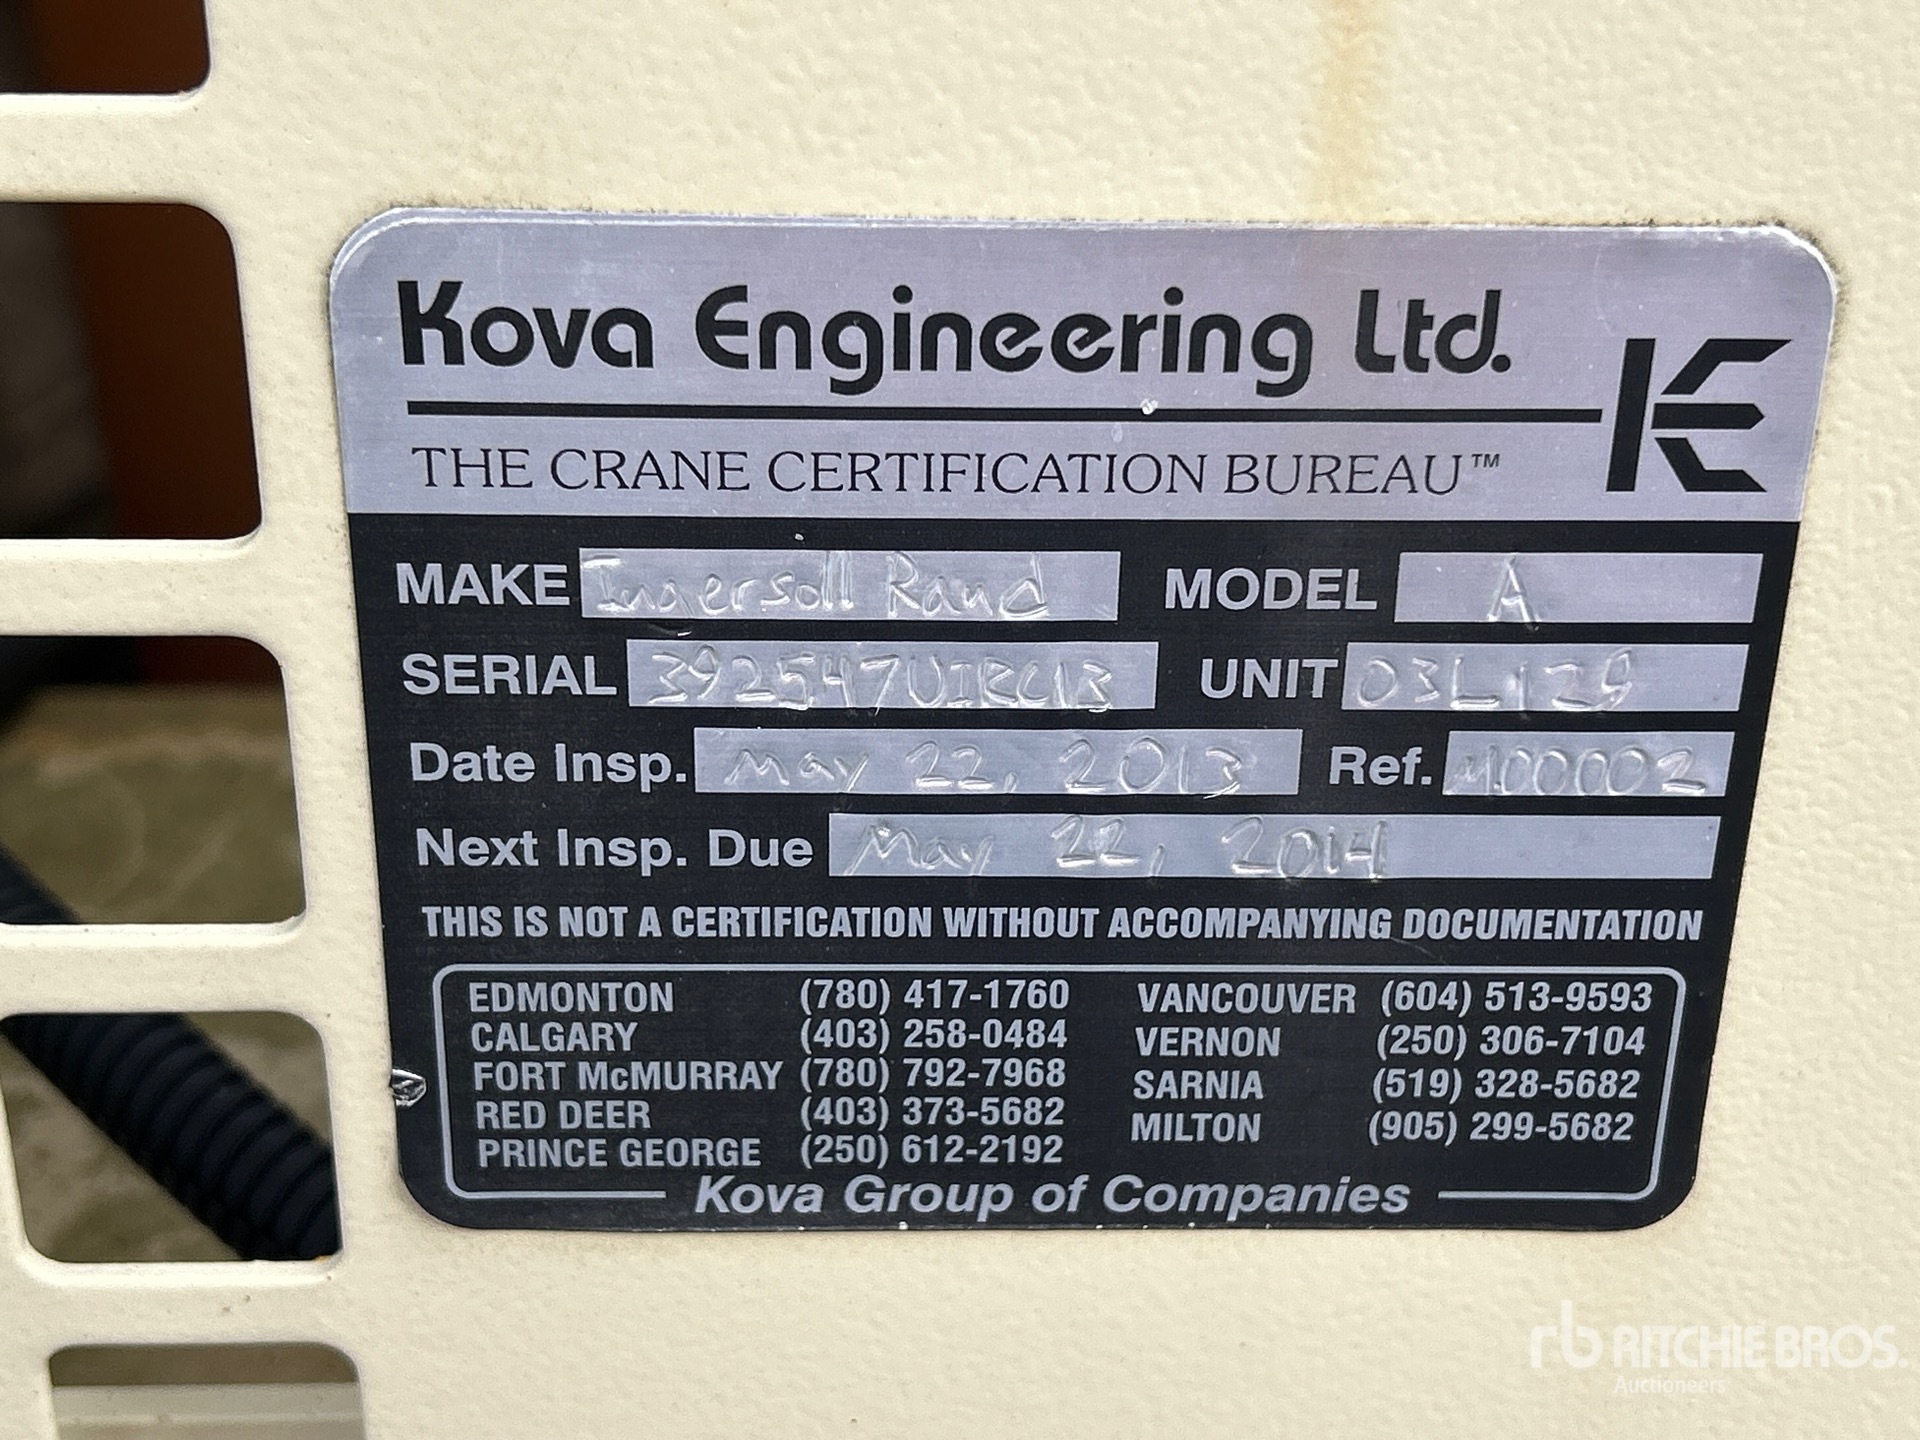 Kova Engineering Ltd.
KE
THE CRANE CERTIFICATION BUREAU™
MAKE Ingersoll Rand MODEL A
SERIAL 392547UIRC13 UNIT 03L129
Date Insp. May 22, 2013 Ref. 400002
Next Insp. Due May 22, 2014
THIS IS NOT A CERTIFICATION WITHOUT ACCOMPANYING DOCUMENTATION
EDMONTON (780) 417-1760
CALGARY (403) 258-0484
FORT McMURRAY (780) 792-7968
RED DEER (403) 373-5682
PRINCE GEORGE (250) 612-2192
VANCOUVER (604) 513-9593
VERNON (250) 306-7104
SARNIA (519) 328-5682
MILTON (905) 299-5682
Kova Group of Companies
rb RITCHIE BROS.
Auctioneers